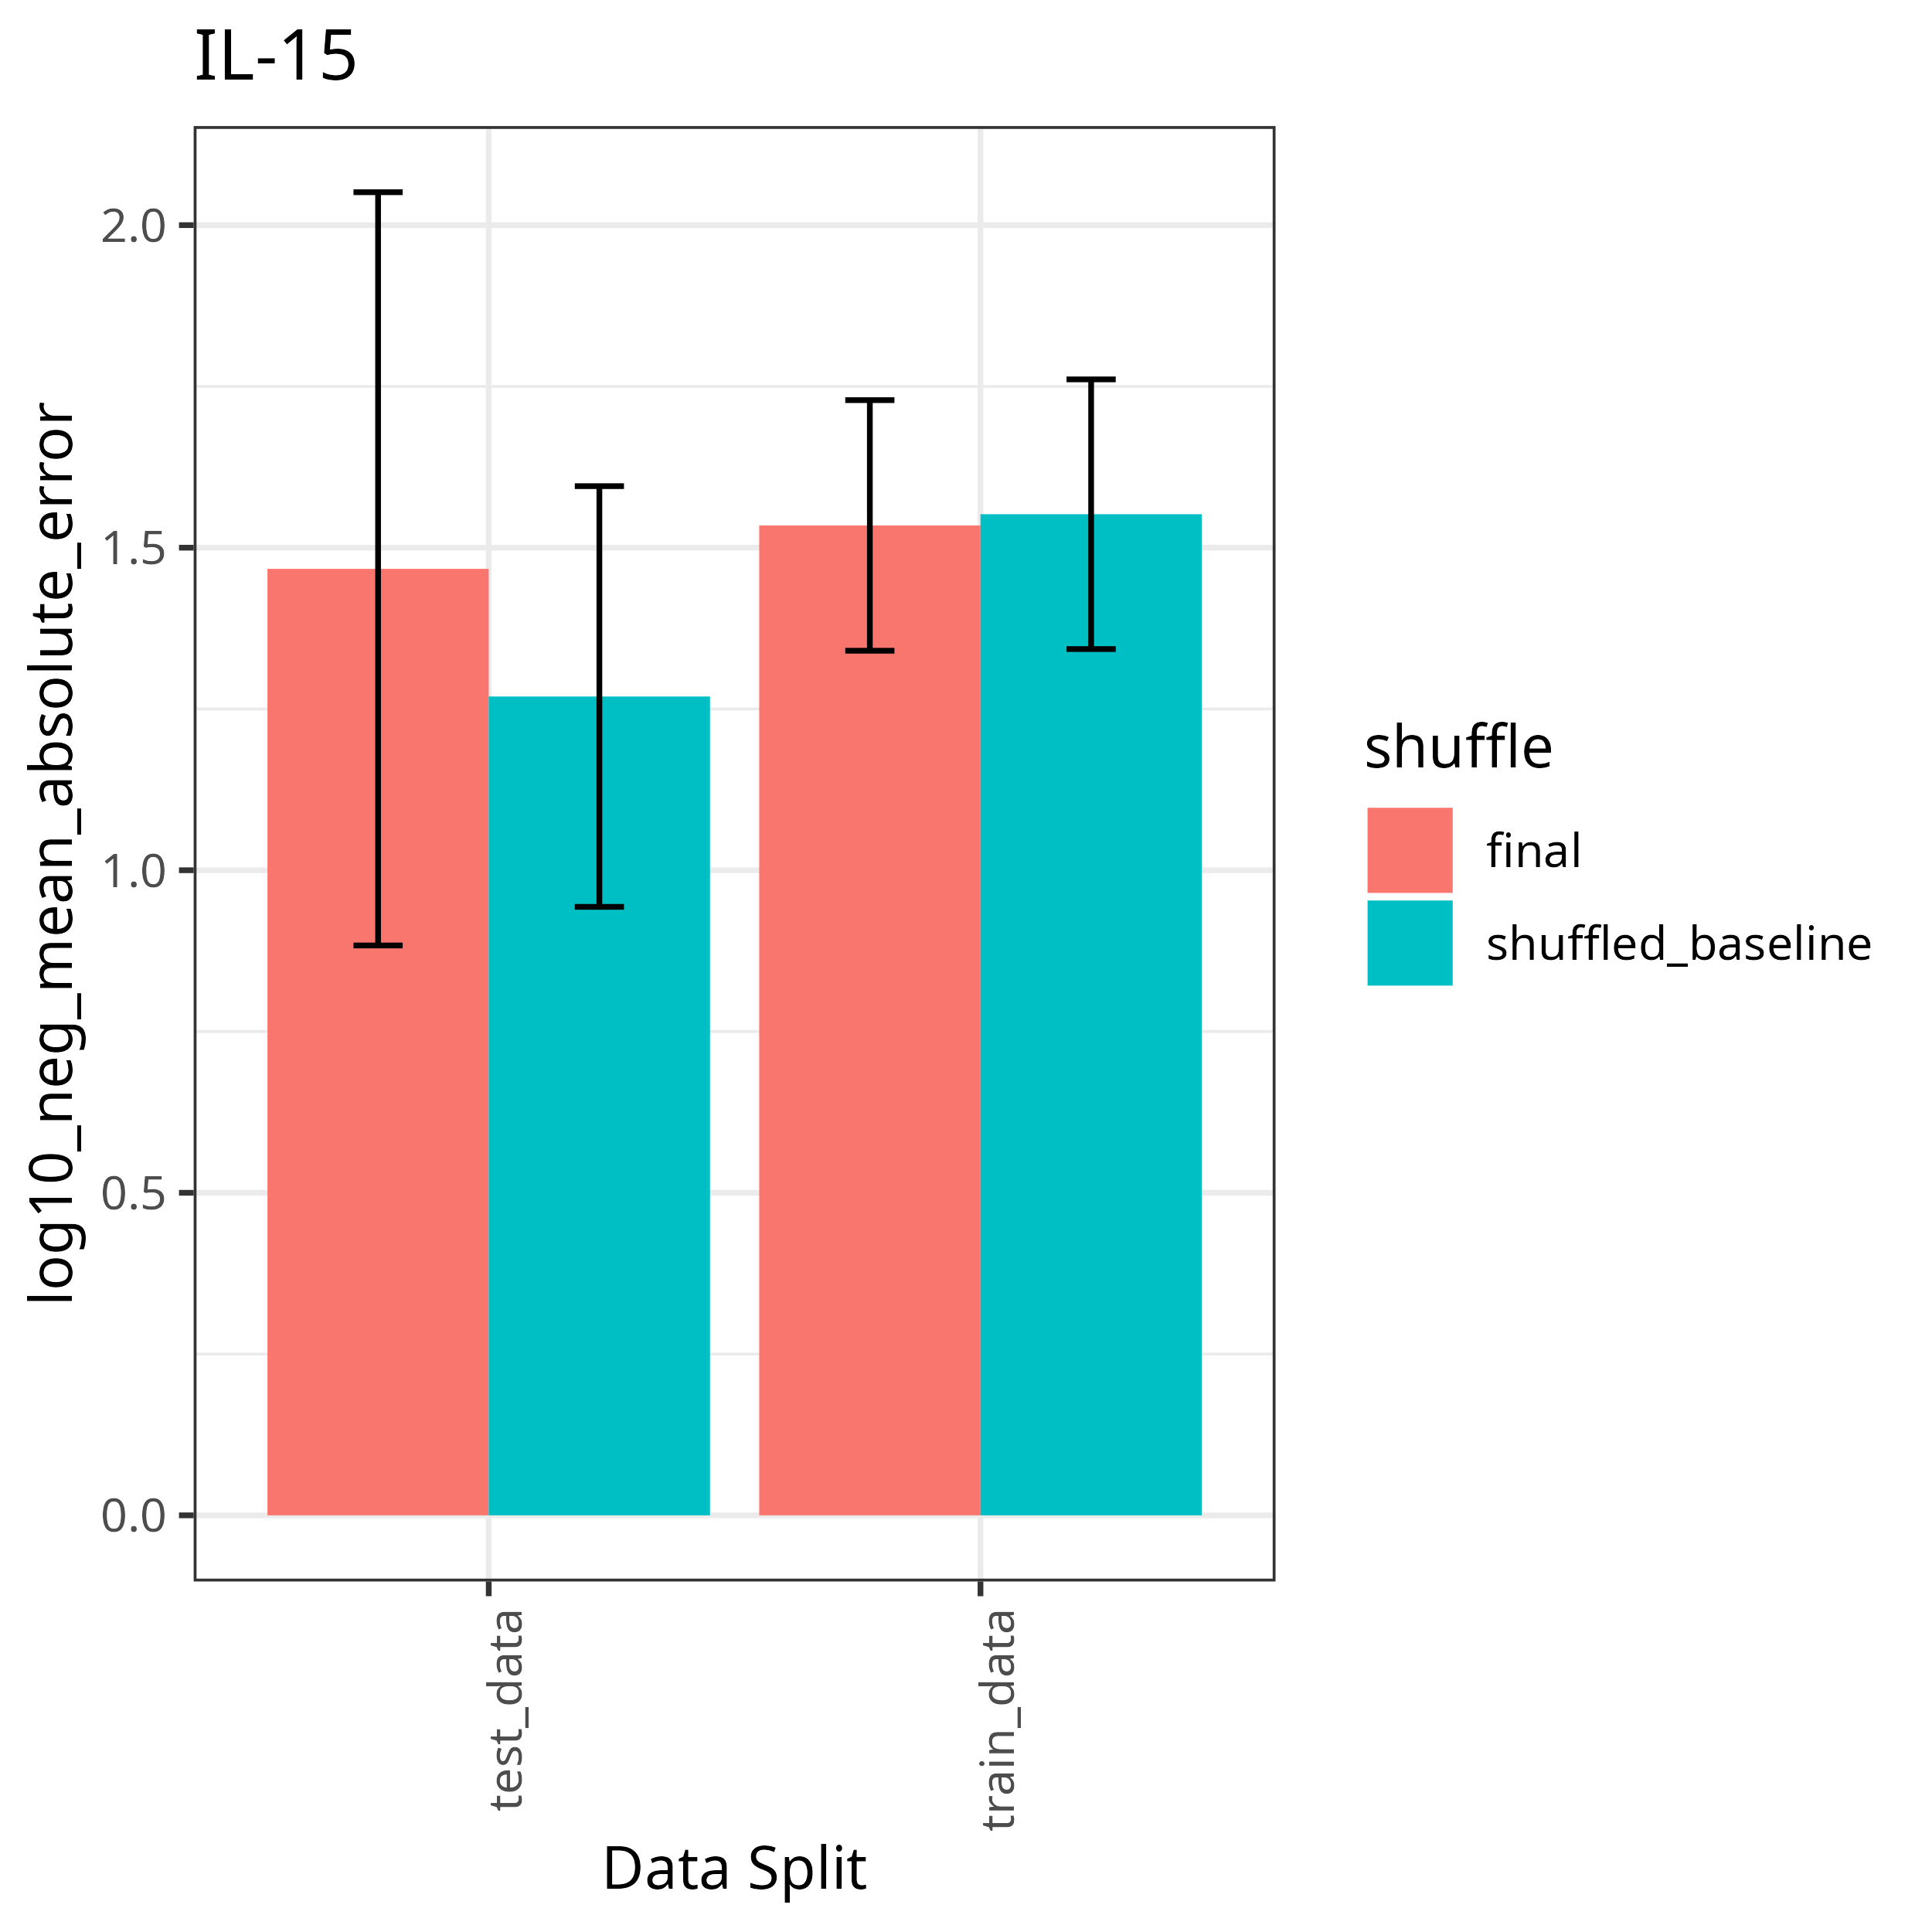 IL-15
log10_neg_mean_absolute_error
2.0
1.5
1.0
0.5
0.0
test_data
train_data
Data Split
shuffle
final
shuffled_baseline